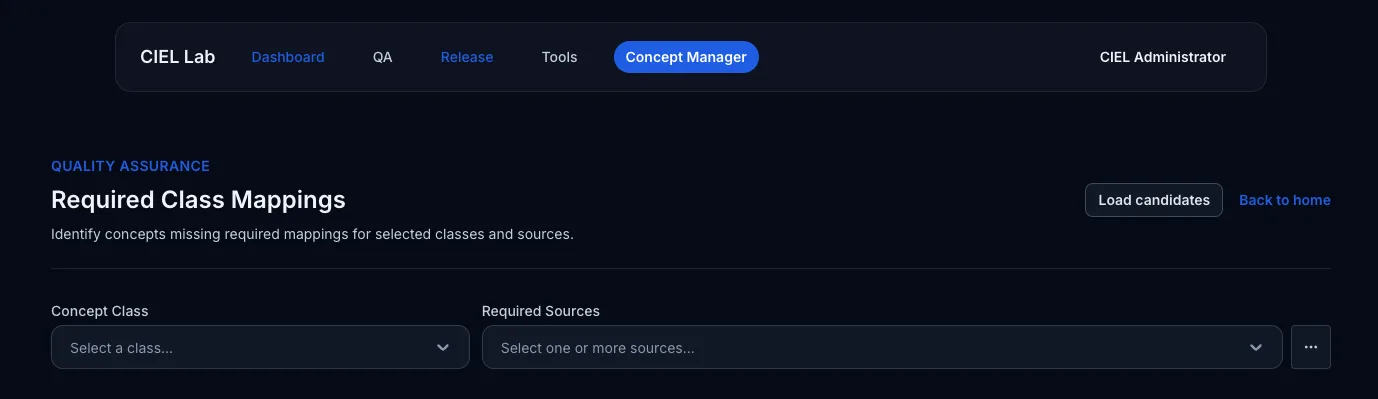 CIEL Lab Dashboard QA Release Tools Concept Manager CIEL Administrator
QUALITY ASSURANCE
Required Class Mappings
Load candidates Back to home
Identify concepts missing required mappings for selected classes and sources.
Concept Class Required Sources
Select a class... Select one or more sources... ...